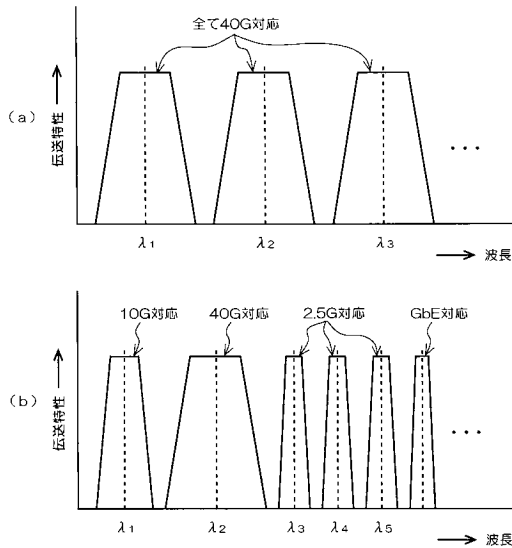 全て40G対応
(a)
伝送特性
・・・
λ1 λ2 λ3
波長
10G対応 40G対応 2.5G対応 GbE対応
(b)
伝送特性
・・・
λ1 λ2 λ3 λ4 λ5
波長